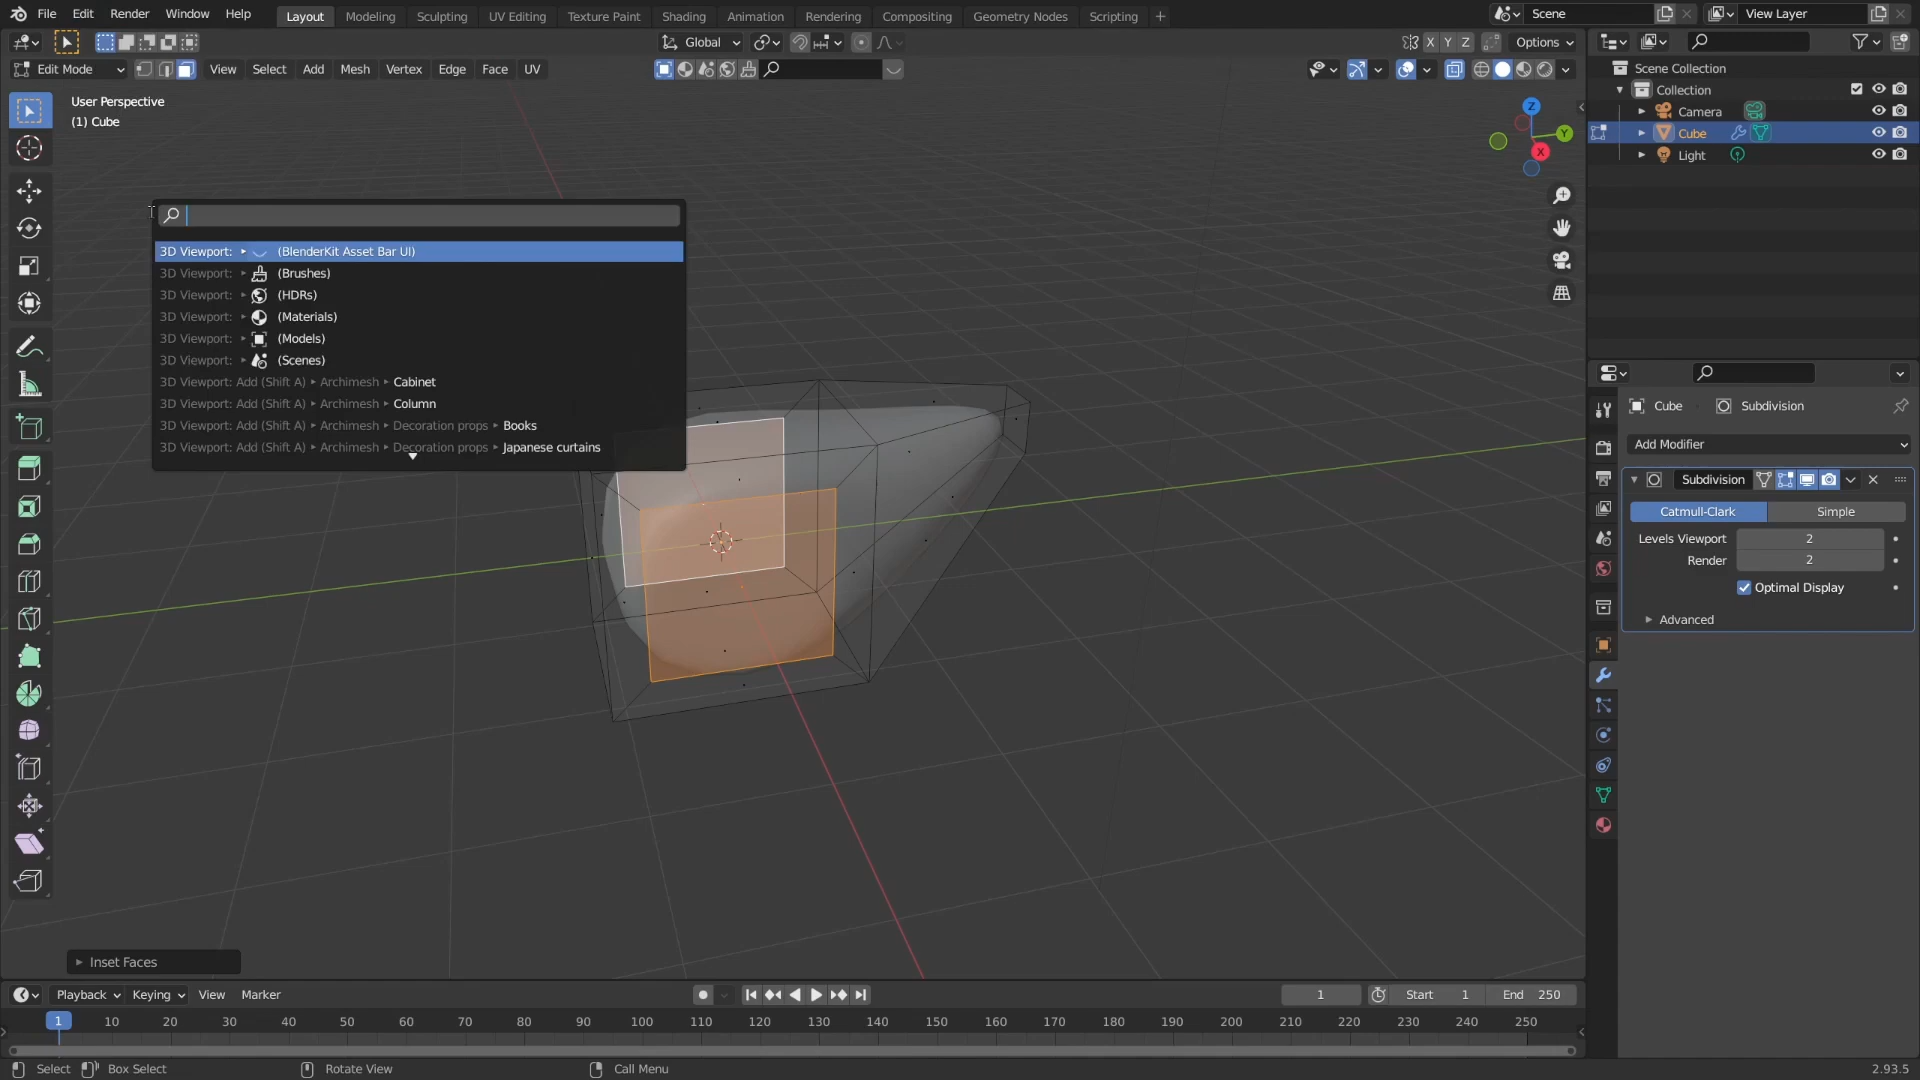 File Edit Render Window Help Layout Modeling Sculpting UV Editing Texture Paint Shading Animation Rendering Compositing Geometry Nodes Scripting + Scene View Layer
Global X Y Z Options
Edit Mode View Select Add Mesh Vertex Edge Face UV
Scene Collection
Collection
Camera
Cube
Light
User Perspective
(1) Cube
Z
Y
X
3D Viewport: (BlenderKit Asset Bar UI)
3D Viewport: (Brushes)
3D Viewport: (HDRs)
3D Viewport: (Materials)
3D Viewport: (Models)
3D Viewport: (Scenes)
3D Viewport: Add (Shift A) ▸ Archimesh ▸ Cabinet
3D Viewport: Add (Shift A) ▸ Archimesh ▸ Column
3D Viewport: Add (Shift A) ▸ Archimesh ▸ Decoration props ▸ Books
3D Viewport: Add (Shift A) ▸ Archimesh ▸ Decoration props ▸ Japanese curtains
Cube Subdivision
Add Modifier
Subdivision
Catmull-Clark Simple
Levels Viewport 2
Render 2
Optimal Display
Advanced
Inset Faces
Playback Keying View Marker 1 Start 1 End 250
1 10 20 30 40 50 60 70 80 90 100 110 120 130 140 150 160 170 180 190 200 210 220 230 240 250
Select Box Select Rotate View Call Menu 2.93.5